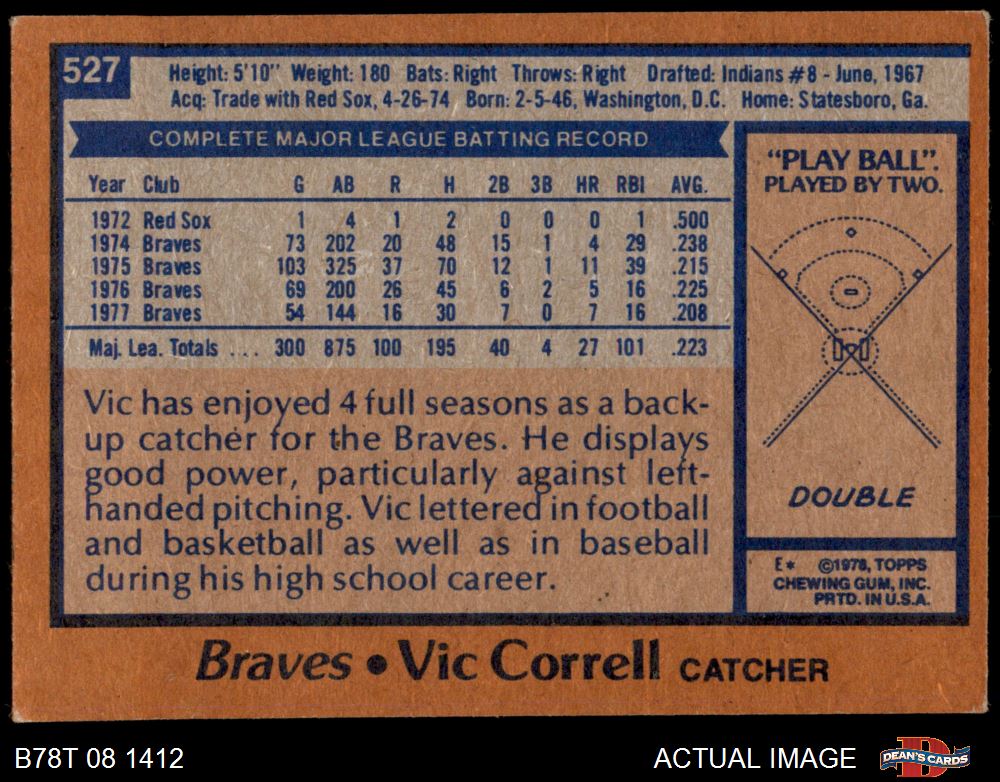 527
Height: 5'10" Weight: 180 Bats: Right Throws: Right Drafted: Indians #8 - June, 1967
Acq: Trade with Red Sox, 4-26-74 Born: 2-5-46, Washington, D.C. Home: Statesboro, Ga.
COMPLETE MAJOR LEAGUE BATTING RECORD
Year Club G AB R H 2B 3B HR RBI AVG.
1972 Red Sox 1 4 1 2 0 0 0 1 .500
1974 Braves 73 202 20 48 15 1 4 29 .238
1975 Braves 103 325 37 70 12 1 11 39 .215
1976 Braves 69 200 26 45 6 2 5 16 .225
1977 Braves 54 144 16 30 7 0 7 16 .208
Maj. Lea. Totals ... 300 875 100 195 40 4 27 101 .223
Vic has enjoyed 4 full seasons as a back-
up catcher for the Braves. He displays
good power, particularly against left-
handed pitching. Vic lettered in football
and basketball as well as in baseball
during his high school career.
"PLAY BALL":
PLAYED BY TWO.
DOUBLE
E* ©1978, TOPPS
CHEWING GUM, INC.
PRTD. IN U.S.A.
Braves • Vic Correll CATCHER
B78T 08 1412
ACTUAL IMAGE
D
DEAN'S CARDS